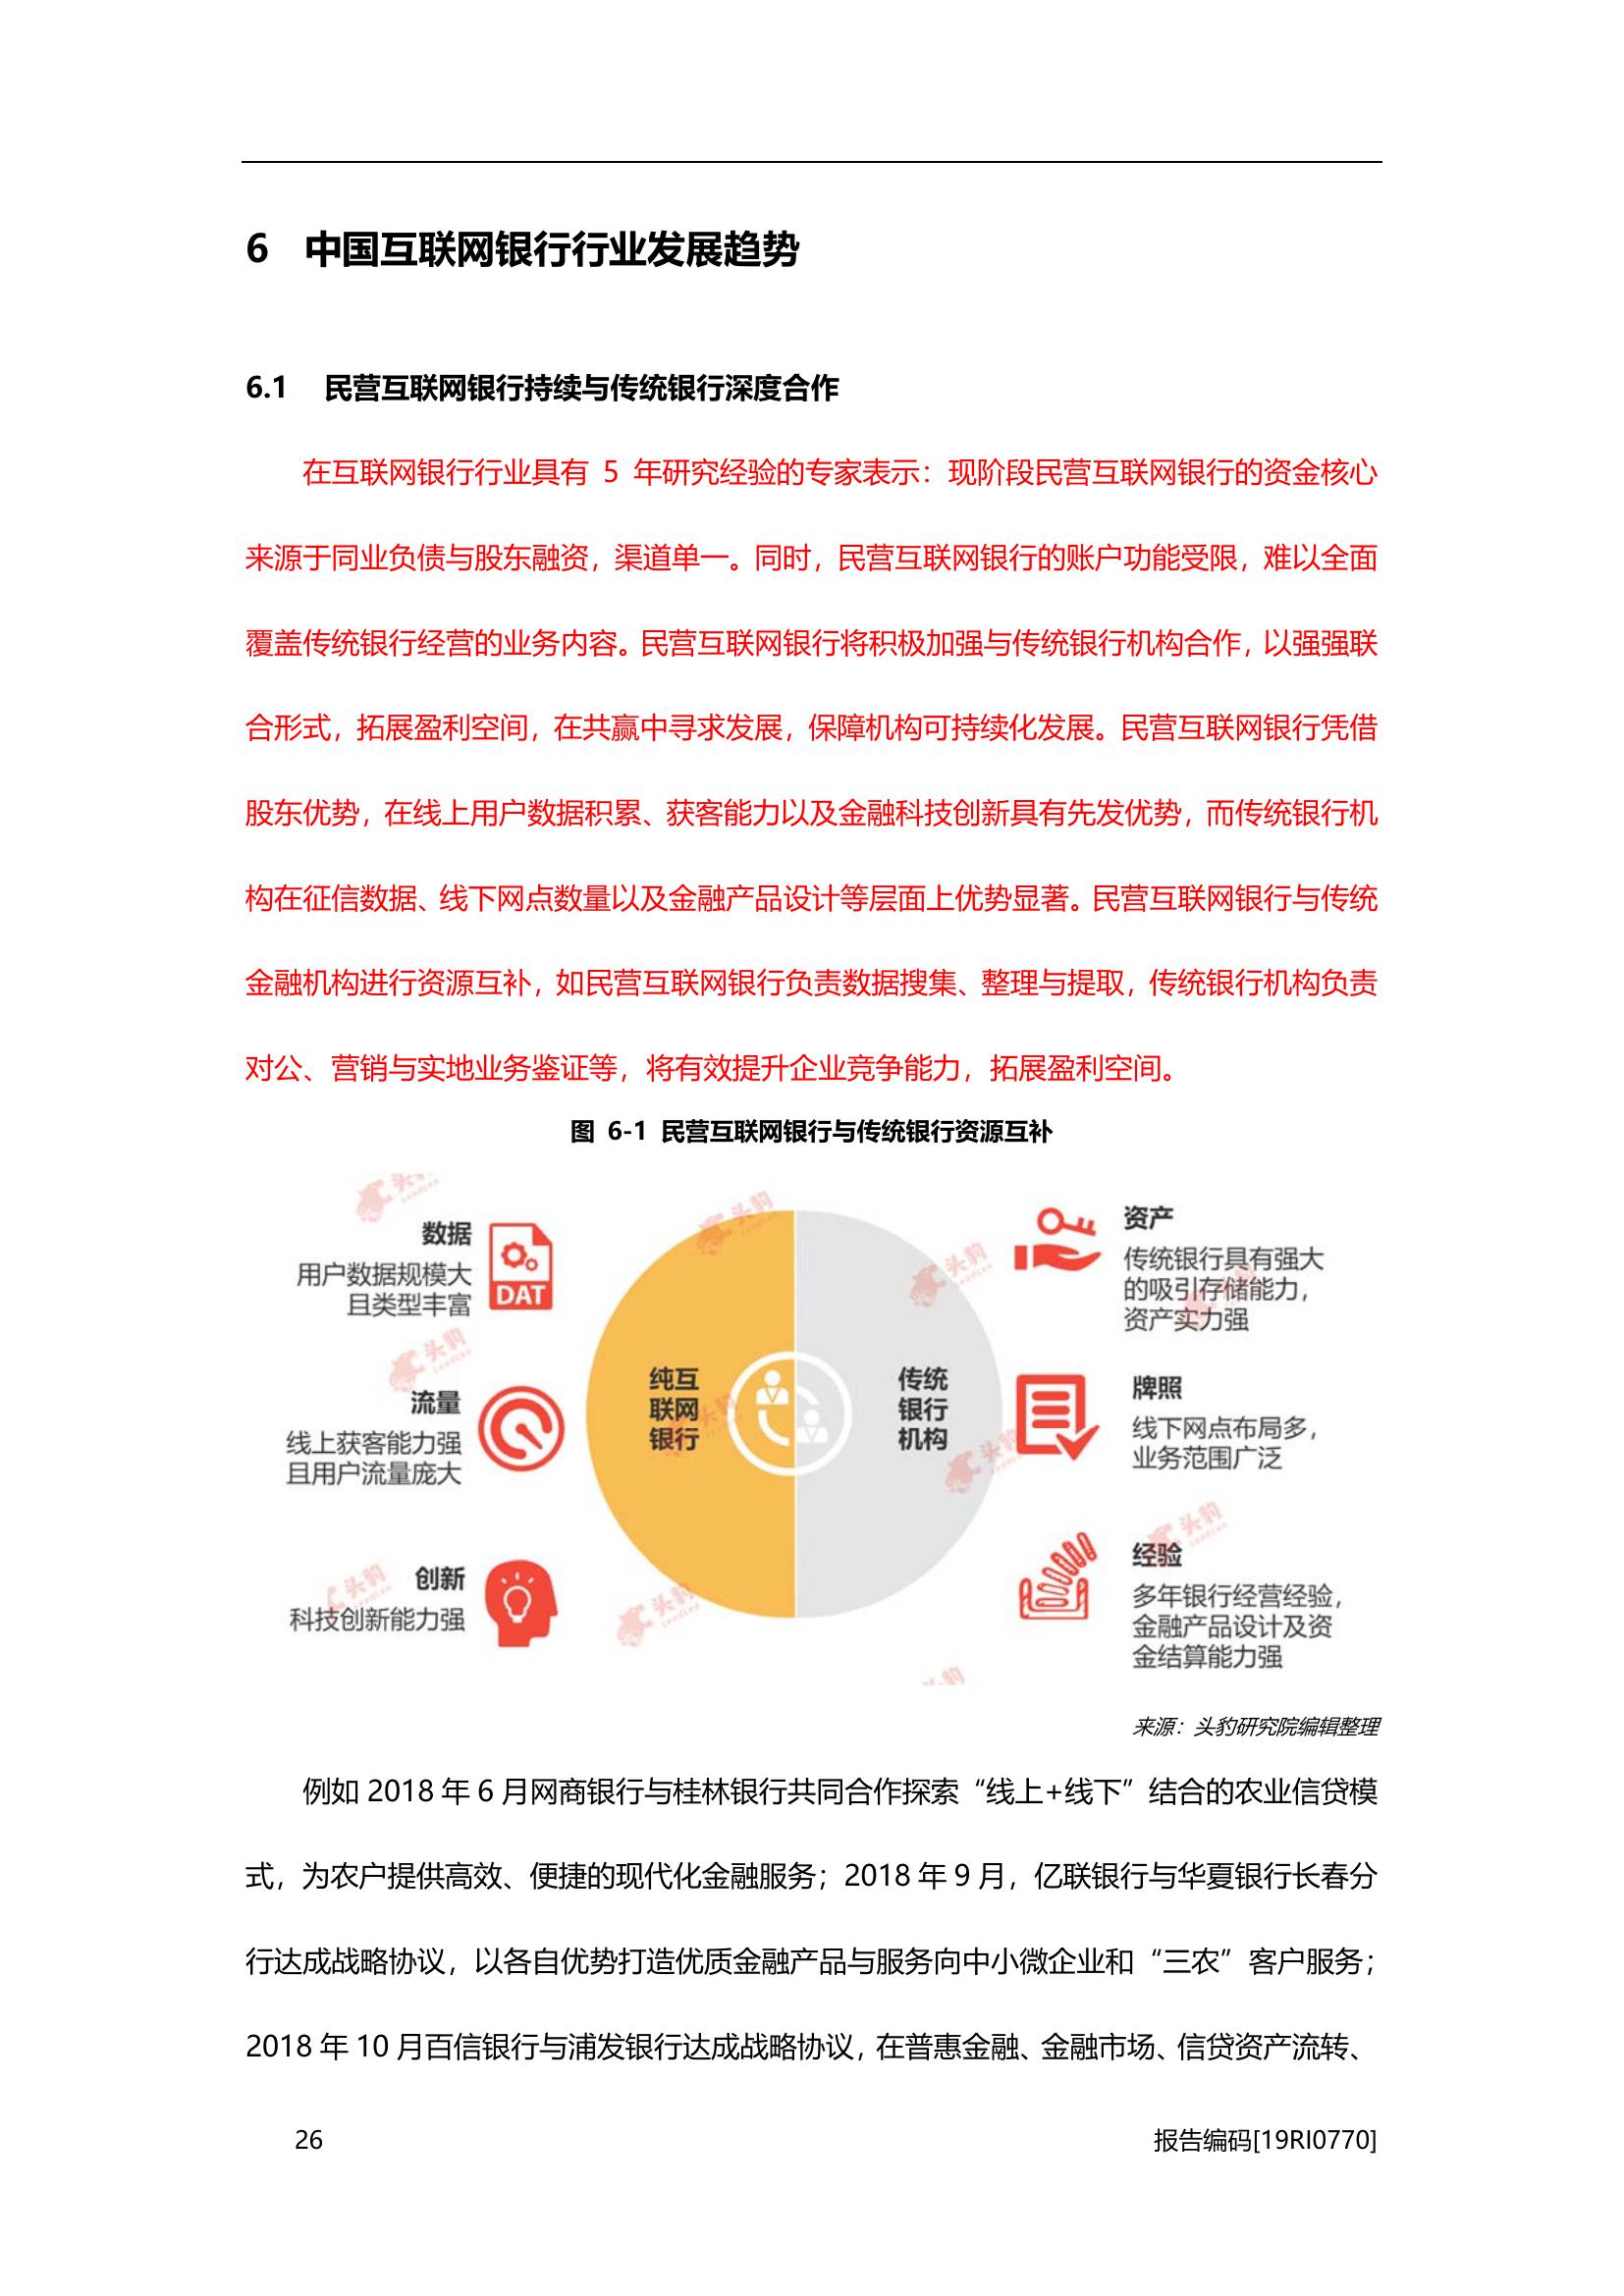 6 中国互联网银行行业发展趋势
6.1 民营互联网银行持续与传统银行深度合作
在互联网银行行业具有 5 年研究经验的专家表示：现阶段民营互联网银行的资金核心
来源于同业负债与股东融资，渠道单一。同时，民营互联网银行的账户功能受限，难以全面
覆盖传统银行经营的业务内容。民营互联网银行将积极加强与传统银行机构合作，以强强联
合形式，拓展盈利空间，在共赢中寻求发展，保障机构可持续化发展。民营互联网银行凭借
股东优势，在线上用户数据积累、获客能力以及金融科技创新具有先发优势，而传统银行机
构在征信数据、线下网点数量以及金融产品设计等层面上优势显著。民营互联网银行与传统
金融机构进行资源互补，如民营互联网银行负责数据搜集、整理与提取，传统银行机构负责
对公、营销与实地业务鉴证等，将有效提升企业竞争能力，拓展盈利空间。
图 6-1 民营互联网银行与传统银行资源互补
数据
用户数据规模大
且类型丰富
DAT
流量
线上获客能力强
且用户流量庞大
创新
科技创新能力强
纯互
联网
银行
传统
银行
机构
资产
传统银行具有强大
的吸引存储能力，
资产实力强
牌照
线下网点布局多，
业务范围广泛
经验
多年银行经营经验，
金融产品设计及资
金结算能力强
头豹
LeadLeo
来源：头豹研究院编辑整理
例如 2018 年 6 月网商银行与桂林银行共同合作探索“线上+线下”结合的农业信贷模
式，为农户提供高效、便捷的现代化金融服务；2018 年 9 月，亿联银行与华夏银行长春分
行达成战略协议，以各自优势打造优质金融产品与服务向中小微企业和“三农”客户服务；
2018 年 10 月百信银行与浦发银行达成战略协议，在普惠金融、金融市场、信贷资产流转、
26
报告编码[19RI0770]